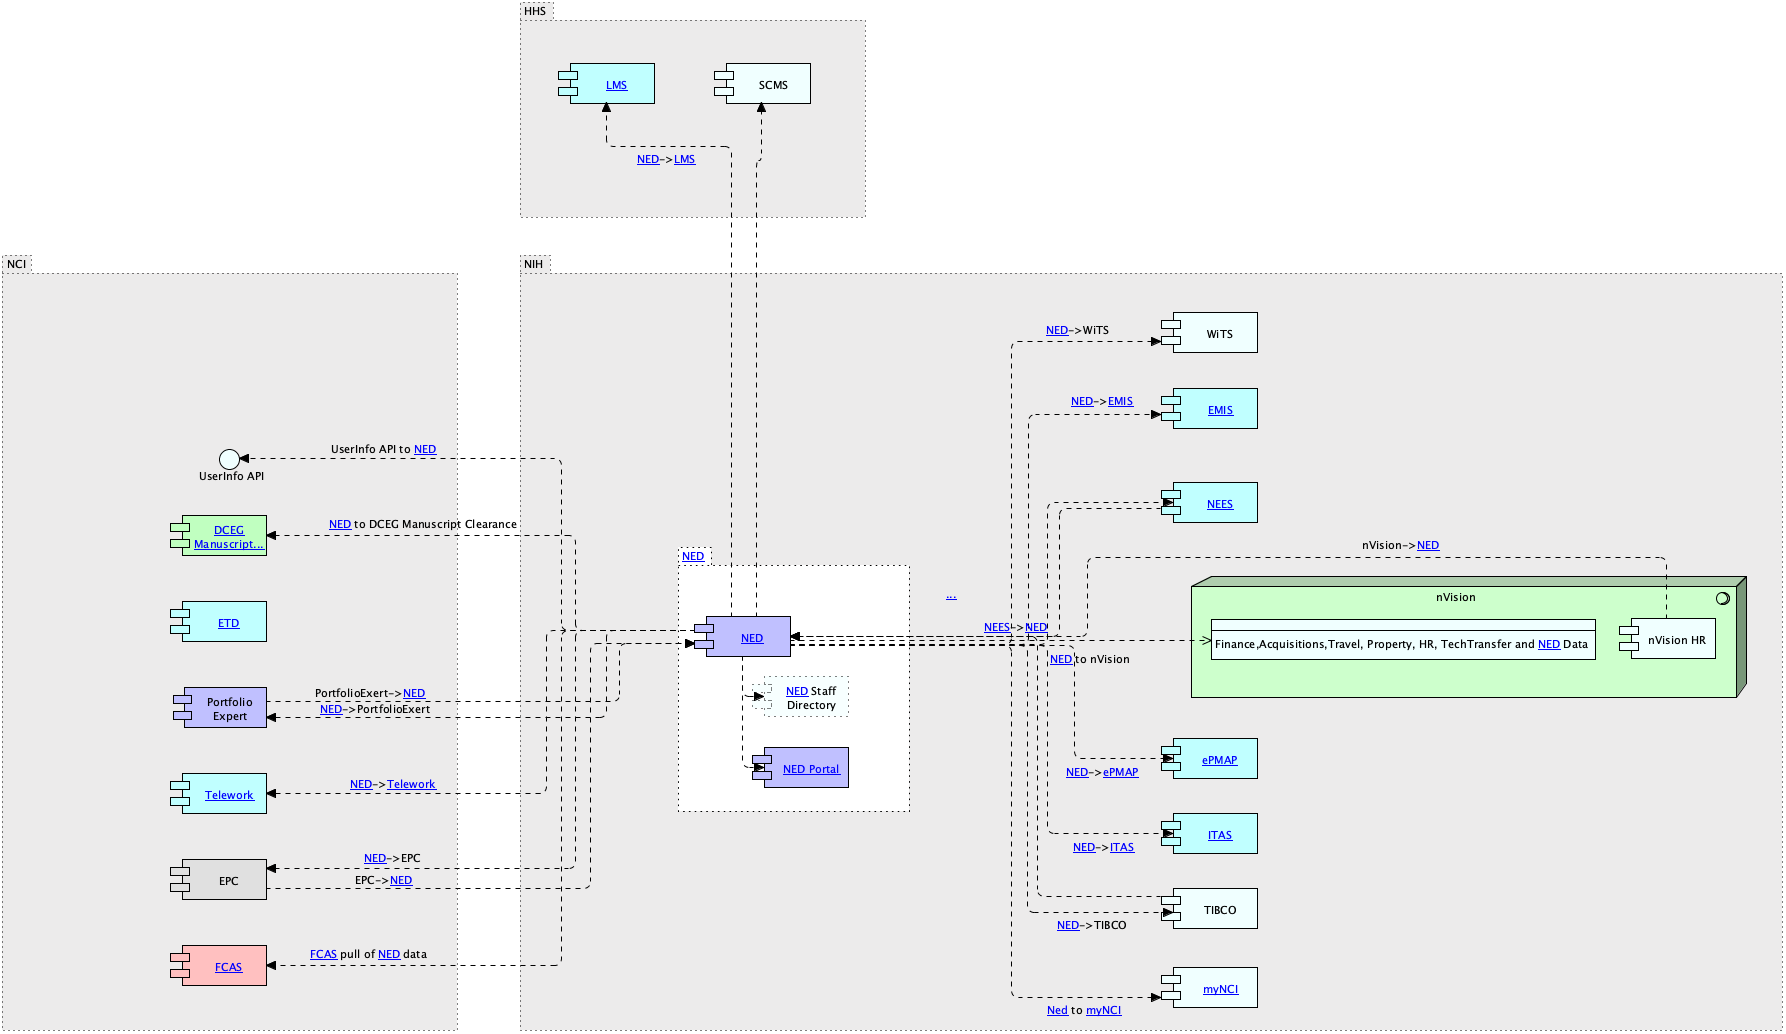 HHS
LMS
SCMS
NED->LMS
NCI
NIH
NED->WiTS
WiTS
NED->EMIS
EMIS
UserInfo API to NED
UserInfo API
NEES
DCEG
Manuscript...
NED to DCEG Manuscript Clearance
nVision->NED
NED
...
nVision
ETD
NED
NEES->NED
Finance,Acquisitions,Travel, Property, HR, TechTransfer and NED Data
nVision HR
NED to nVision
Portfolio
Expert
PortfolioExert->NED
NED->PortfolioExert
NED Staff
Directory
NED Portal
ePMAP
NED->ePMAP
Telework
NED->Telework
ITAS
NED->ITAS
NED->EPC
EPC
EPC->NED
TIBCO
NED->TIBCO
FCAS pull of NED data
FCAS
myNCI
Ned to myNCI